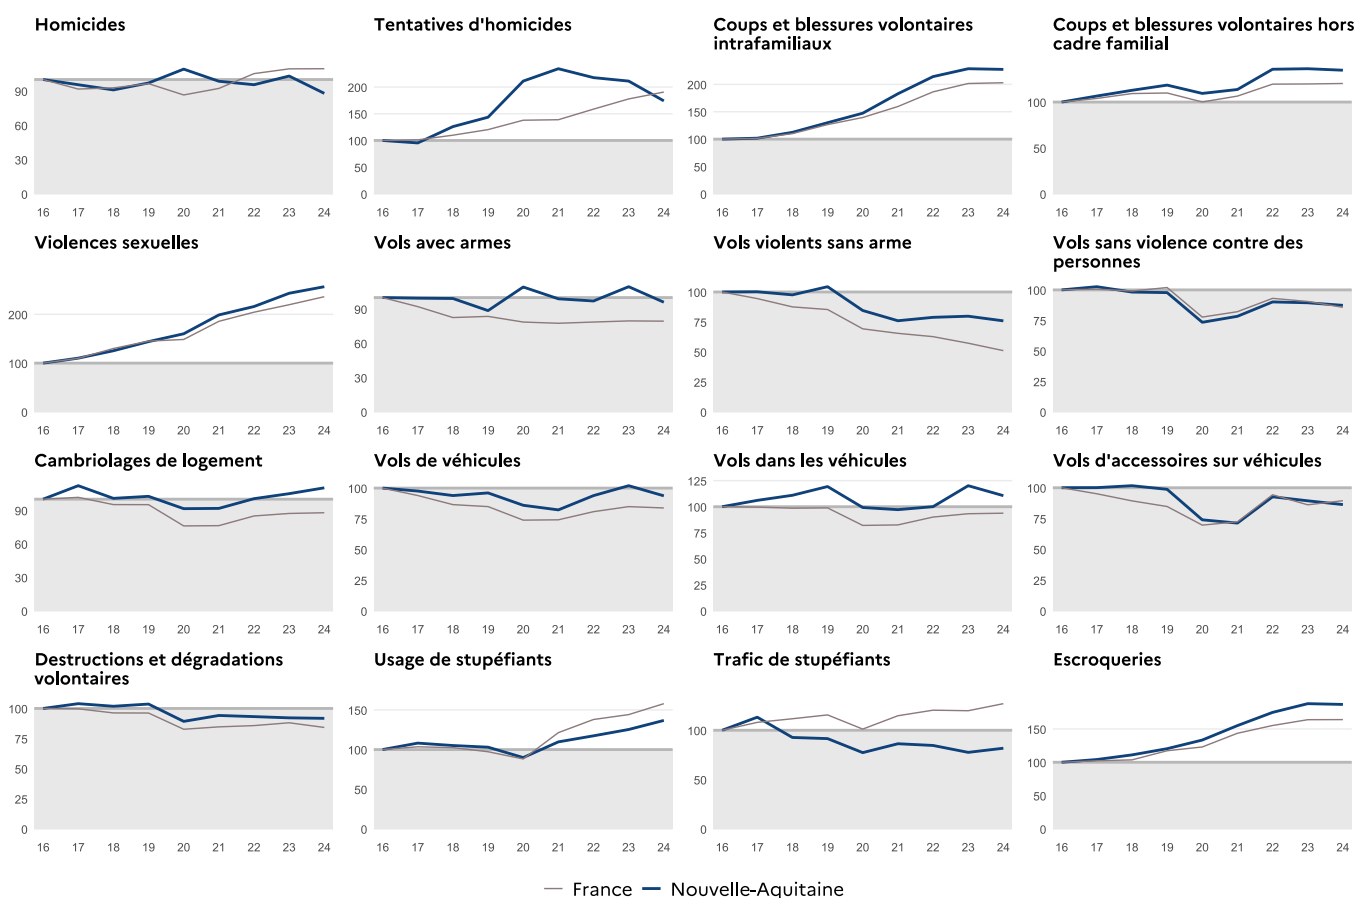 Homicides
90
60
30
0
16 17 18 19 20 21 22 23 24
Tentatives d'homicides
200
150
100
50
0
16 17 18 19 20 21 22 23 24
Coups et blessures volontaires
intrafamiliaux
200
150
100
50
0
16 17 18 19 20 21 22 23 24
Coups et blessures volontaires hors
cadre familial
100
50
0
16 17 18 19 20 21 22 23 24
Violences sexuelles
200
100
0
16 17 18 19 20 21 22 23 24
Vols avec armes
90
60
30
0
16 17 18 19 20 21 22 23 24
Vols violents sans arme
100
75
50
25
0
16 17 18 19 20 21 22 23 24
Vols sans violence contre des
personnes
100
75
50
25
0
16 17 18 19 20 21 22 23 24
Cambriolages de logement
90
60
30
0
16 17 18 19 20 21 22 23 24
Vols de véhicules
100
75
50
25
0
16 17 18 19 20 21 22 23 24
Vols dans les véhicules
125
100
75
50
25
0
16 17 18 19 20 21 22 23 24
Vols d'accessoires sur véhicules
100
75
50
25
0
16 17 18 19 20 21 22 23 24
Destructions et dégradations
volontaires
100
75
50
25
0
16 17 18 19 20 21 22 23 24
Usage de stupéfiants
150
100
50
0
16 17 18 19 20 21 22 23 24
Trafic de stupéfiants
100
50
0
16 17 18 19 20 21 22 23 24
Escroqueries
150
100
50
0
16 17 18 19 20 21 22 23 24
France Nouvelle-Aquitaine